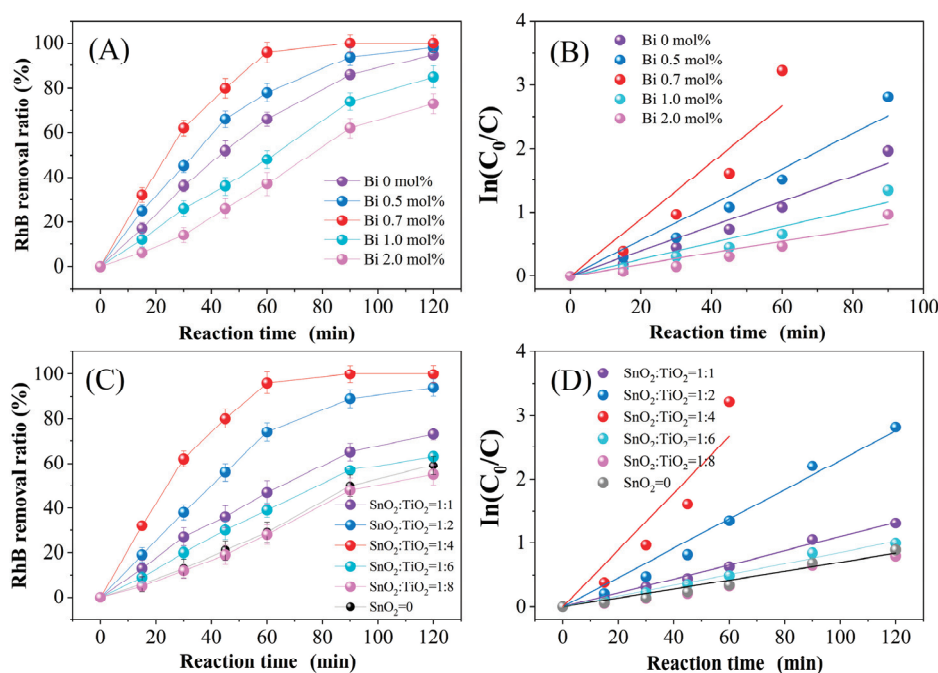 (A)
RhB removal ratio (%)
100
80
60
40
20
0
Bi 0 mol%
Bi 0.5 mol%
Bi 0.7 mol%
Bi 1.0 mol%
Bi 2.0 mol%
0 20 40 60 80 100 120
Reaction time (min)
(B)
In(C0/C)
4
3
2
1
0
Bi 0 mol%
Bi 0.5 mol%
Bi 0.7 mol%
Bi 1.0 mol%
Bi 2.0 mol%
0 20 40 60 80 100
Reaction time (min)
(C)
RhB removal ratio (%)
100
80
60
40
20
0
SnO2:TiO2=1:1
SnO2:TiO2=1:2
SnO2:TiO2=1:4
SnO2:TiO2=1:6
SnO2:TiO2=1:8
SnO2=0
0 20 40 60 80 100 120
Reaction time (min)
(D)
In(C0/C)
4
3
2
1
0
SnO2:TiO2=1:1
SnO2:TiO2=1:2
SnO2:TiO2=1:4
SnO2:TiO2=1:6
SnO2:TiO2=1:8
SnO2=0
0 20 40 60 80 100 120
Reaction time (min)